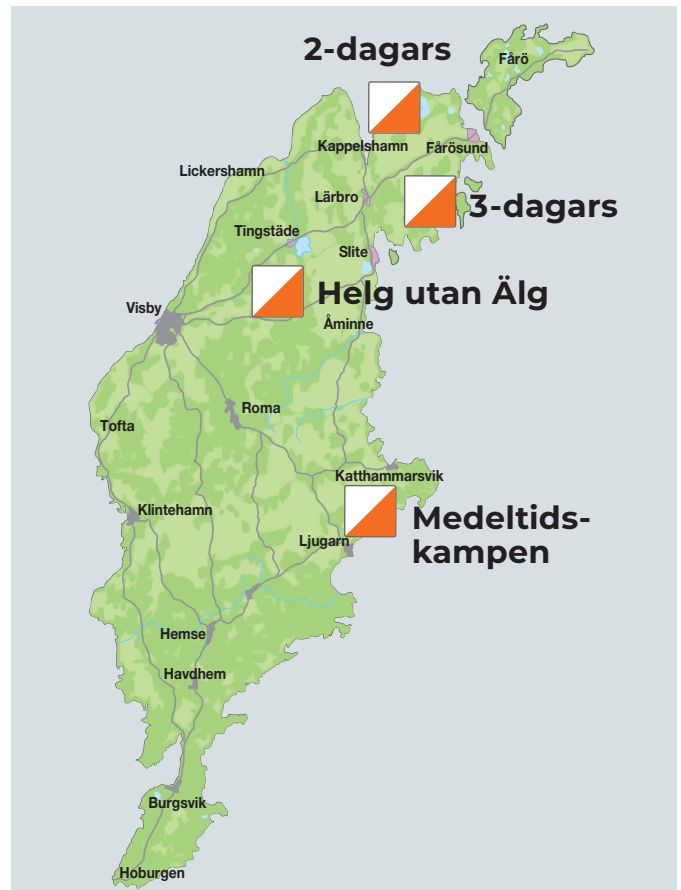 2-dagars
Fårö
Kappelshamn
Fårösund
Lickershamn
Lärbro
3-dagars
Tingstäde
Slite
Helg utan Älg
Visby
Åminne
Roma
Tofta
Katthammarsvik
Klintehamn
Medeltids-
kampen
Ljugarn
Hemse
Havdhem
Burgsvik
Hoburgen